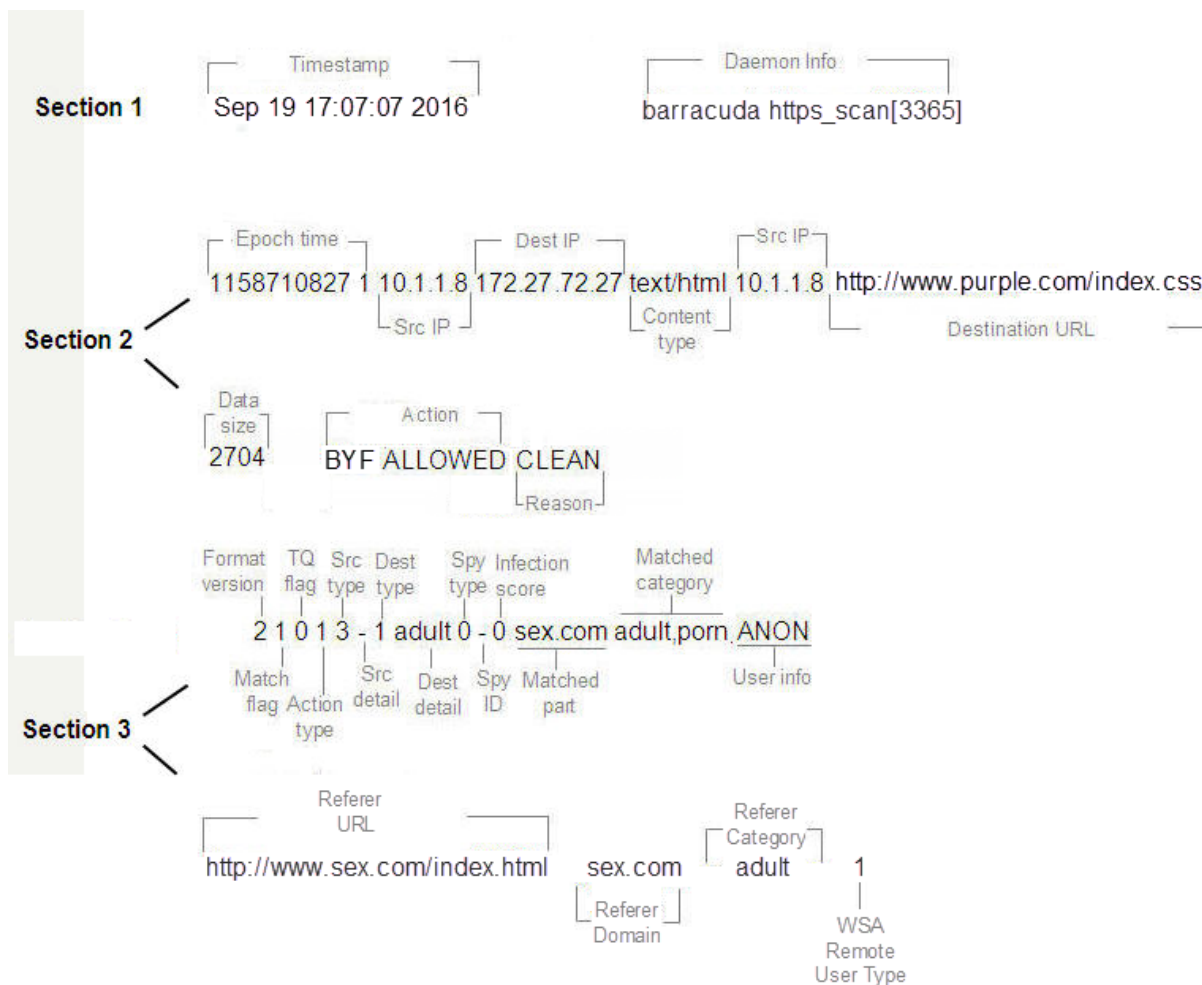 Timestamp
Daemon Info
Section 1
Sep 19 17:07:07 2016
barracuda https_scan[3365]
Epoch time
Dest IP
Src IP
1158710827 1 10.1.1.8 172.27.72.27 text/html 10.1.1.8 http://www.purple.com/index.css
Src IP
Content
type
Destination URL
Section 2
Data
size
Action
2704
BYF ALLOWED CLEAN
Reason
Format
version
TQ
flag
Src
type
Dest
type
Spy
type
Infection
score
Matched
category
2 1 0 1 3 - 1 adult 0 - 0 sex.com adult,porn. ANON
Match
flag
Action
type
Src
detail
Dest
detail
Spy
ID
Matched
part
User info
Section 3
Referer
URL
Referer
Category
http://www.sex.com/index.html sex.com adult 1
Referer
Domain
WSA
Remote
User Type